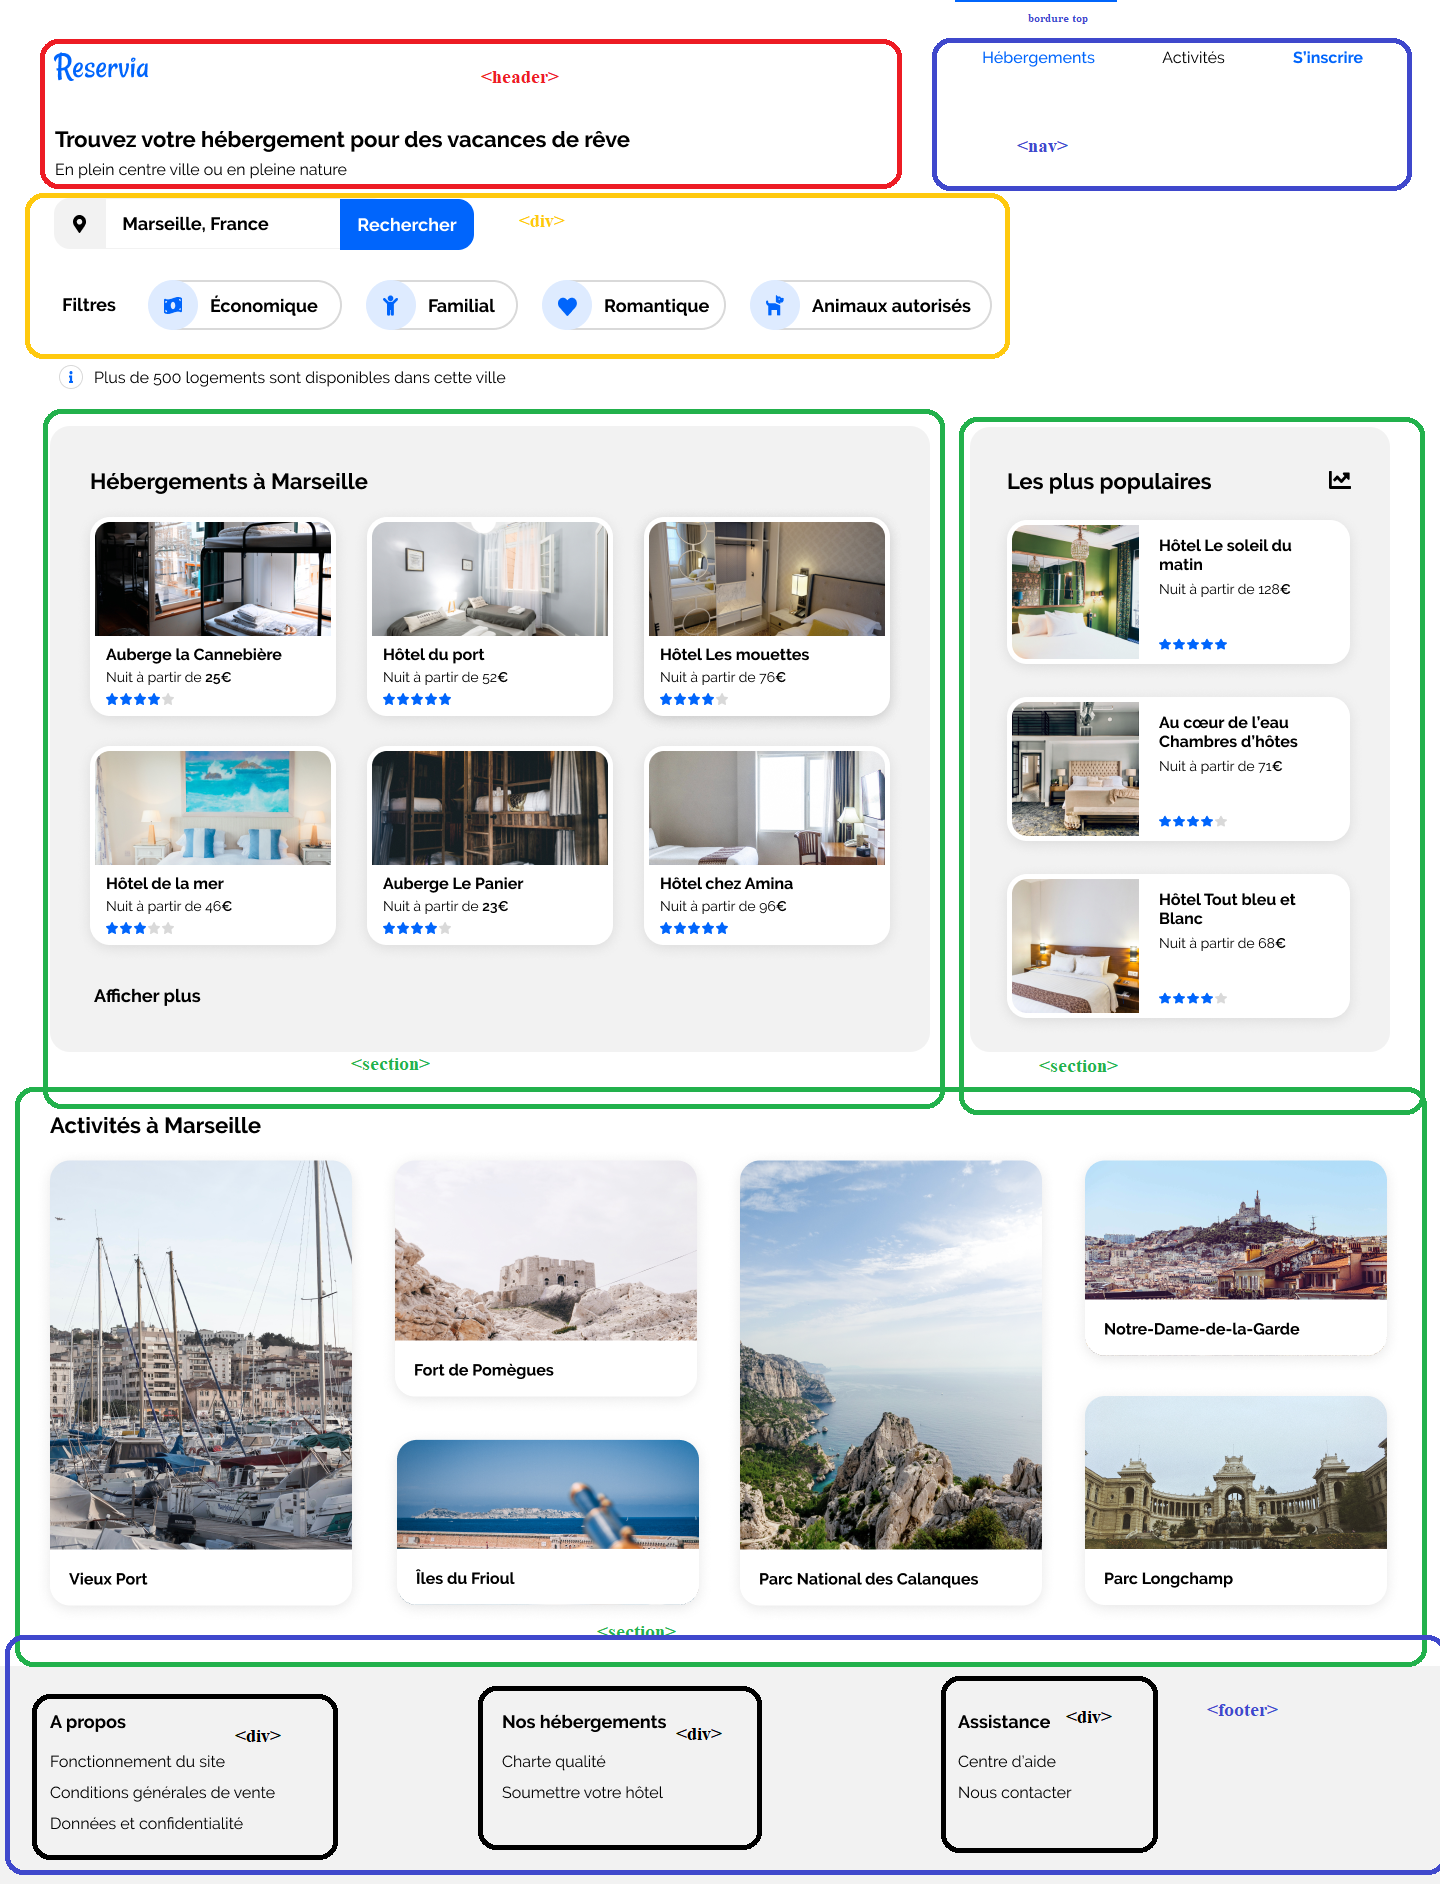 bordure top
Reservia
<header>
Hébergements
Activités
S'inscrire
Trouvez votre hébergement pour des vacances de rêve
<nav>
En plein centre ville ou en pleine nature
Marseille, France
Rechercher
<div>
Filtres
Économique
Familial
Romantique
Animaux autorisés
Plus de 500 logements sont disponibles dans cette ville
Hébergements à Marseille
Auberge la Cannebière
Nuit à partir de 25€
Hôtel du port
Nuit à partir de 52€
Hôtel Les mouettes
Nuit à partir de 76€
Hôtel de la mer
Nuit à partir de 46€
Auberge Le Panier
Nuit à partir de 23€
Hôtel chez Amina
Nuit à partir de 96€
Afficher plus
<section>
Les plus populaires
Hôtel Le soleil du
matin
Nuit à partir de 128€
Au cœur de l'eau
Chambres d'hôtes
Nuit à partir de 71€
Hôtel Tout bleu et
Blanc
Nuit à partir de 68€
<section>
Activités à Marseille
Vieux Port
Fort de Pomègues
Îles du Frioul
Parc National des Calanques
Notre-Dame-de-la-Garde
Parc Longchamp
<section>
A propos
<div>
Fonctionnement du site
Conditions générales de vente
Données et confidentialité
Nos hébergements
<div>
Charte qualité
Soumettre votre hôtel
Assistance
<div>
Centre d'aide
Nous contacter
<footer>